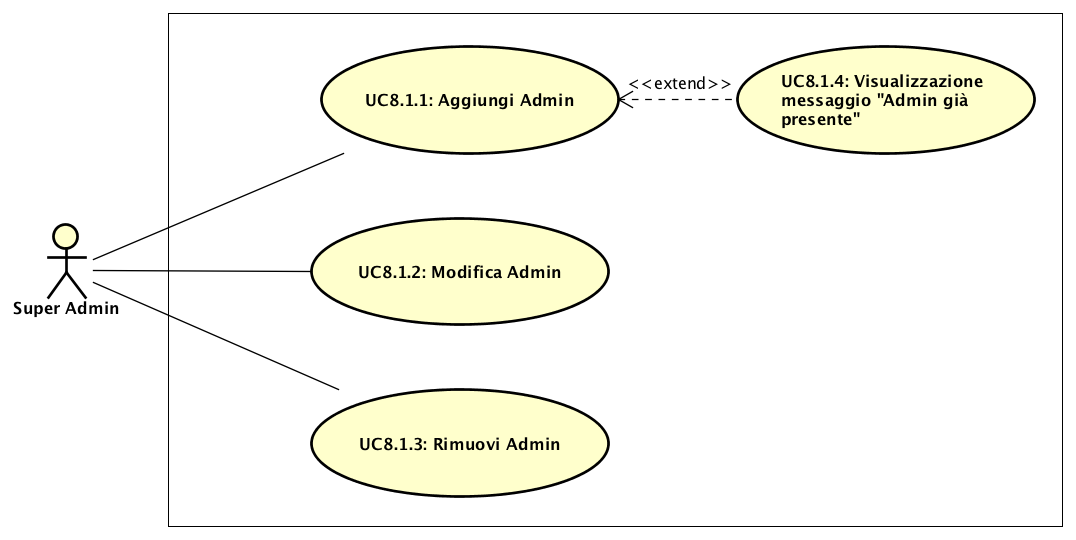 UC8.1.1: Aggiungi Admin
<<extend>>
UC8.1.4: Visualizzazione
messaggio "Admin già
presente"
UC8.1.2: Modifica Admin
Super Admin
UC8.1.3: Rimuovi Admin